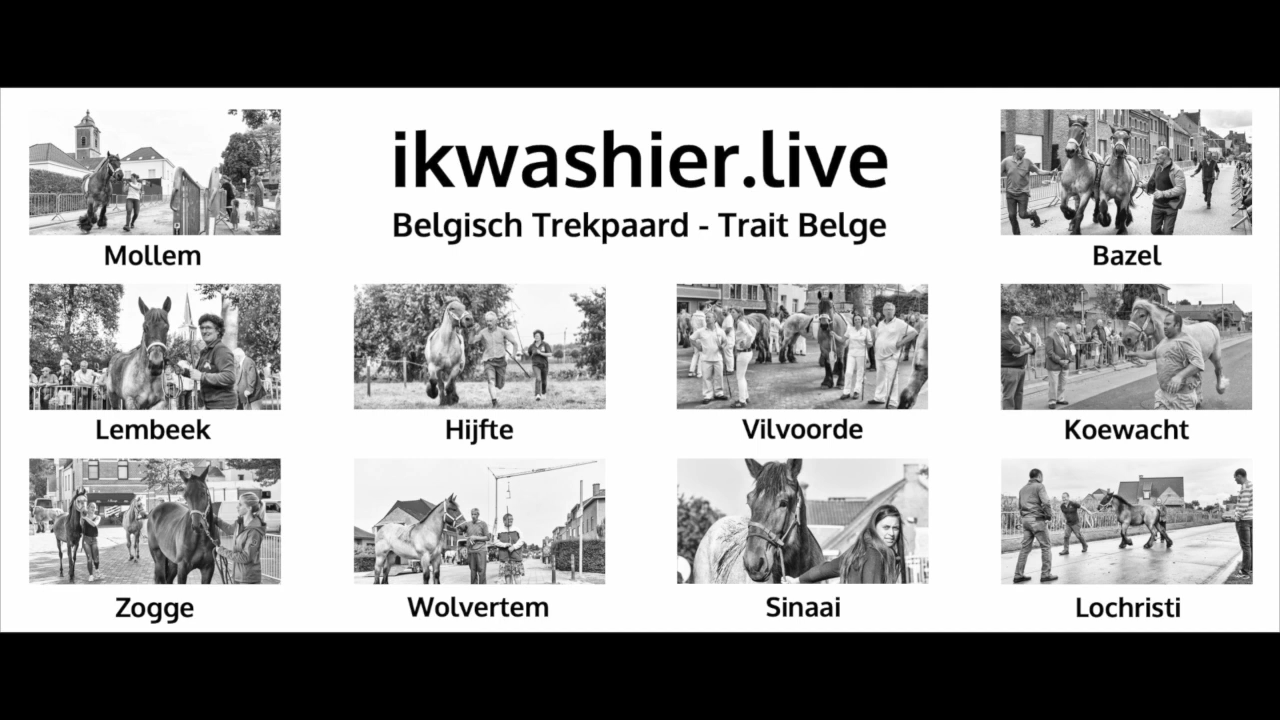 ikwashier.live
Belgisch Trekpaard - Trait Belge
Mollem
Bazel
Lembeek
Hijfte
Vilvoorde
Koewacht
Zogge
Wolvertem
Sinaai
Lochristi